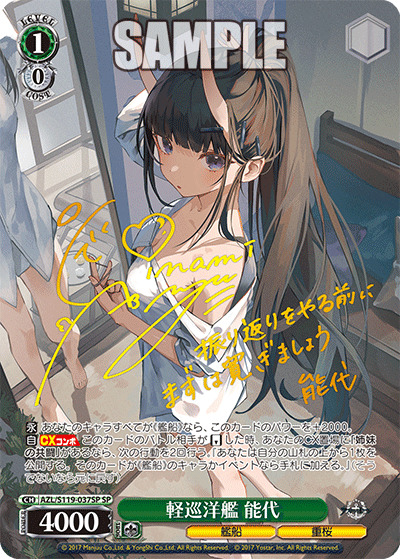 LEVEL
1
0
COST
SAMPLE
inami
振り返りをやる前に
まずは寛ぎましょう
能代
永 あなたのキャラすべてが《艦船》なら、このカードのパワーを+2000。
自 CXコンボ このカードのバトル相手が した時、あなたのCX置場に「姉妹
の共闘」があるなら、次の行動を2回行う。『あなたは自分の山札の上から1枚を
公開する。そのカードが《艦船》のキャラかイベントなら手札に加える。』(そう
でないなら元に戻す)
CH AZL/S119-037SP SP
軽巡洋艦 能代
POWER
4000
艦船
重桜
© 2017 Manjuu Co.,Ltd. & YongShi Co.,Ltd. All Rights Reserved. © 2017 Yostar, Inc. All Rights Reserved.